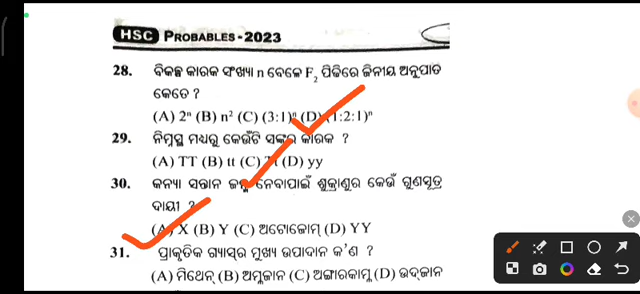 HSC PROBABLES - 2023
28. ବିକଳ୍ପ କାରକ ସଂଖ୍ୟା n ବେଳେ F₂ ପିଢିରେ ଜିନୀୟ ଅନୁପାତ
କେତେ ?
(A) 2ⁿ (B) n² (C) (3:1)ⁿ (D) (1:2:1)ⁿ
29. ନିମ୍ନସ୍ଥ ମଧ୍ୟରୁ କେଉଁଟି ସଙ୍କର କାରକ ?
(A) TT (B) tt (C) (D) yy
30. କନ୍ୟା ସନ୍ତାନ ଜନ୍ମ ନେବାପାଇଁ ଶୁକ୍ରାଣୁର କେଉଁ ଗୁଣସୂତ୍ର
ଦାୟୀ ?
(A) X (B) Y (C) ଅଟୋଜୋମ୍ (D) YY
31. ପ୍ରାକୃତିକ ଗ୍ୟାସ୍‌ର ମୁଖ୍ୟ ଉପାଦାନ କ'ଣ ?
(A) ମିଥେନ୍ (B) ଅମ୍ଳଜାନ (C) ଅଙ୍ଗାରକାମ୍ଳ (D) ଉଦ୍‌ଜାନ